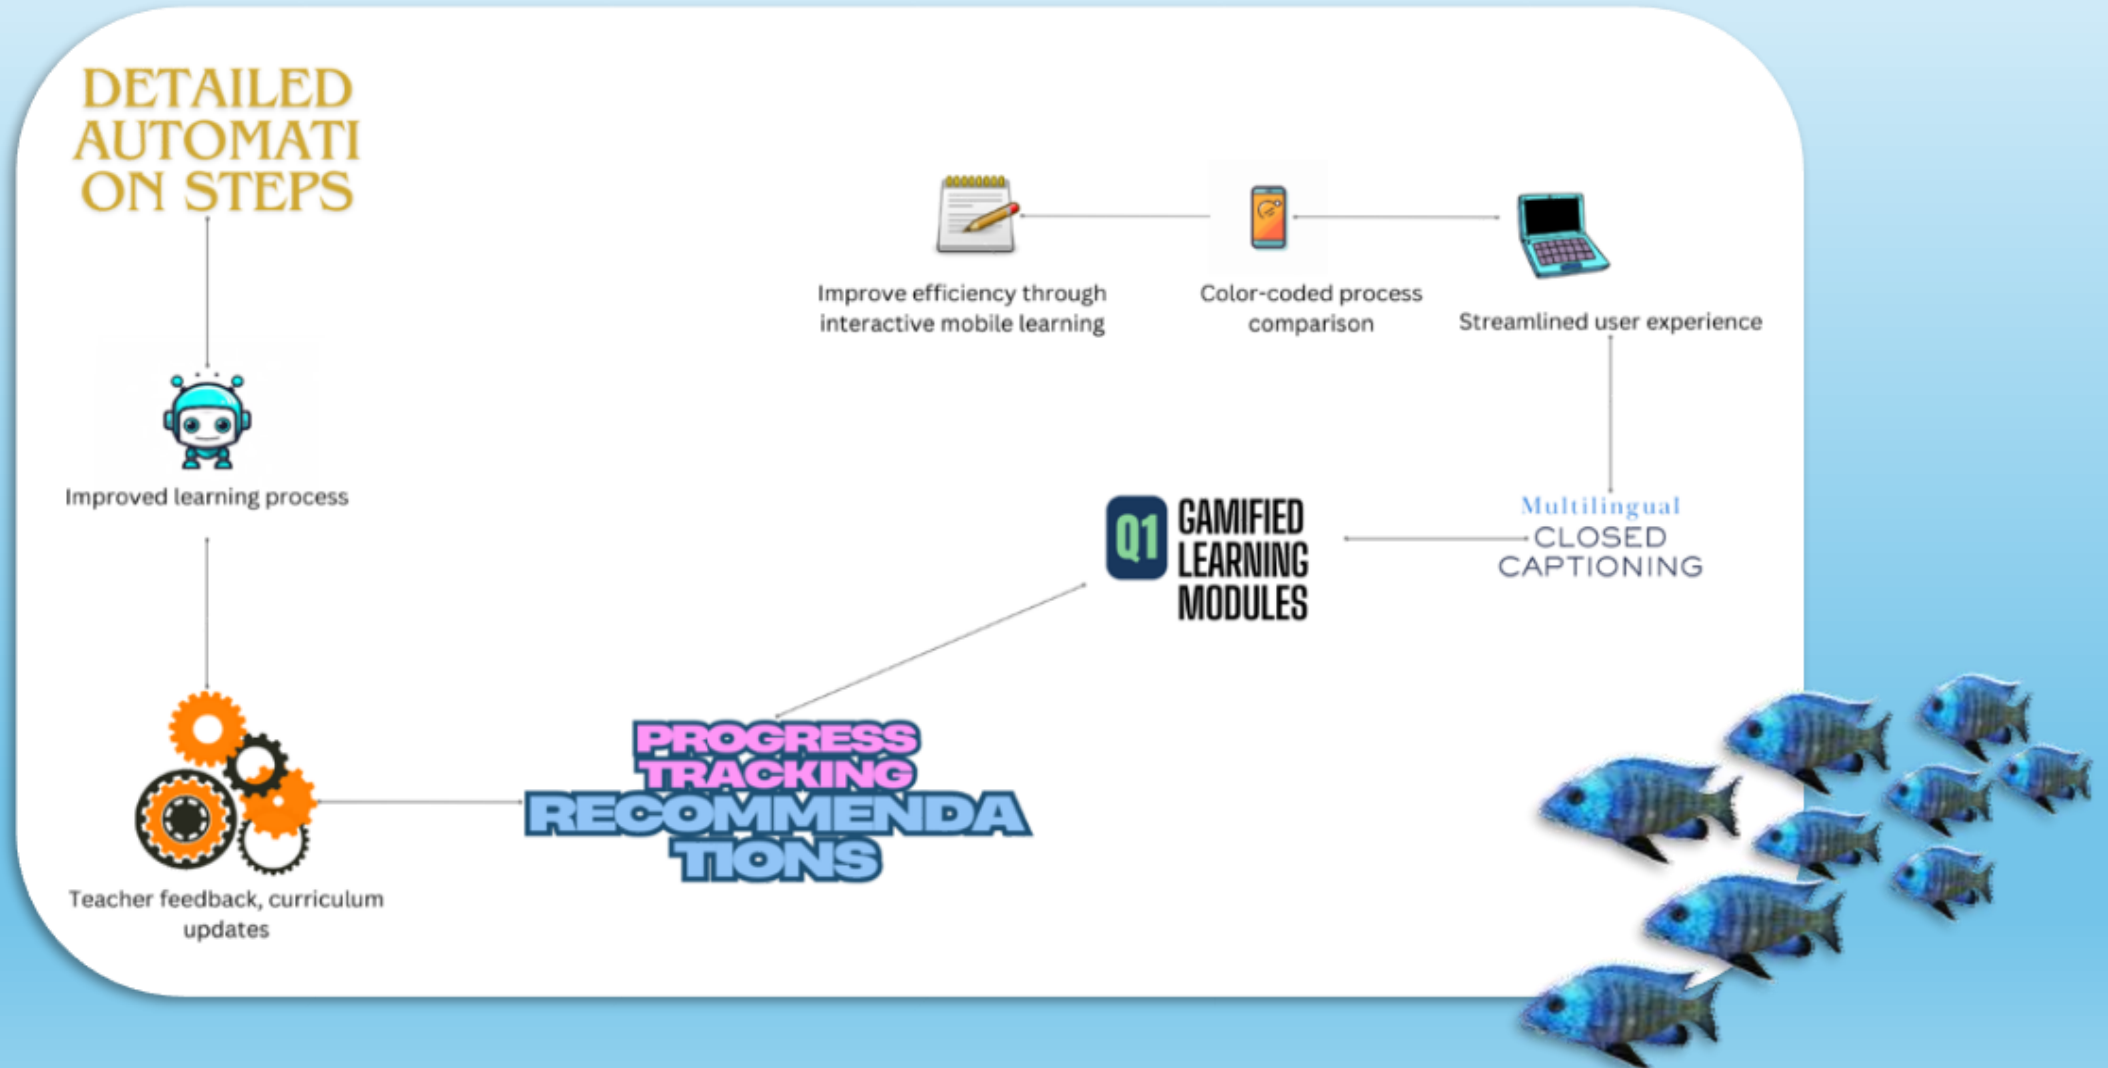 DETAILED
AUTOMATI
ON STEPS
Improved learning process
Teacher feedback, curriculum
updates
PROGRESS
TRACKING
RECOMMENDA
TIONS
Q1
GAMIFIED
LEARNING
MODULES
Multilingual
CLOSED
CAPTIONING
Streamlined user experience
Color-coded process
comparison
Improve efficiency through
interactive mobile learning